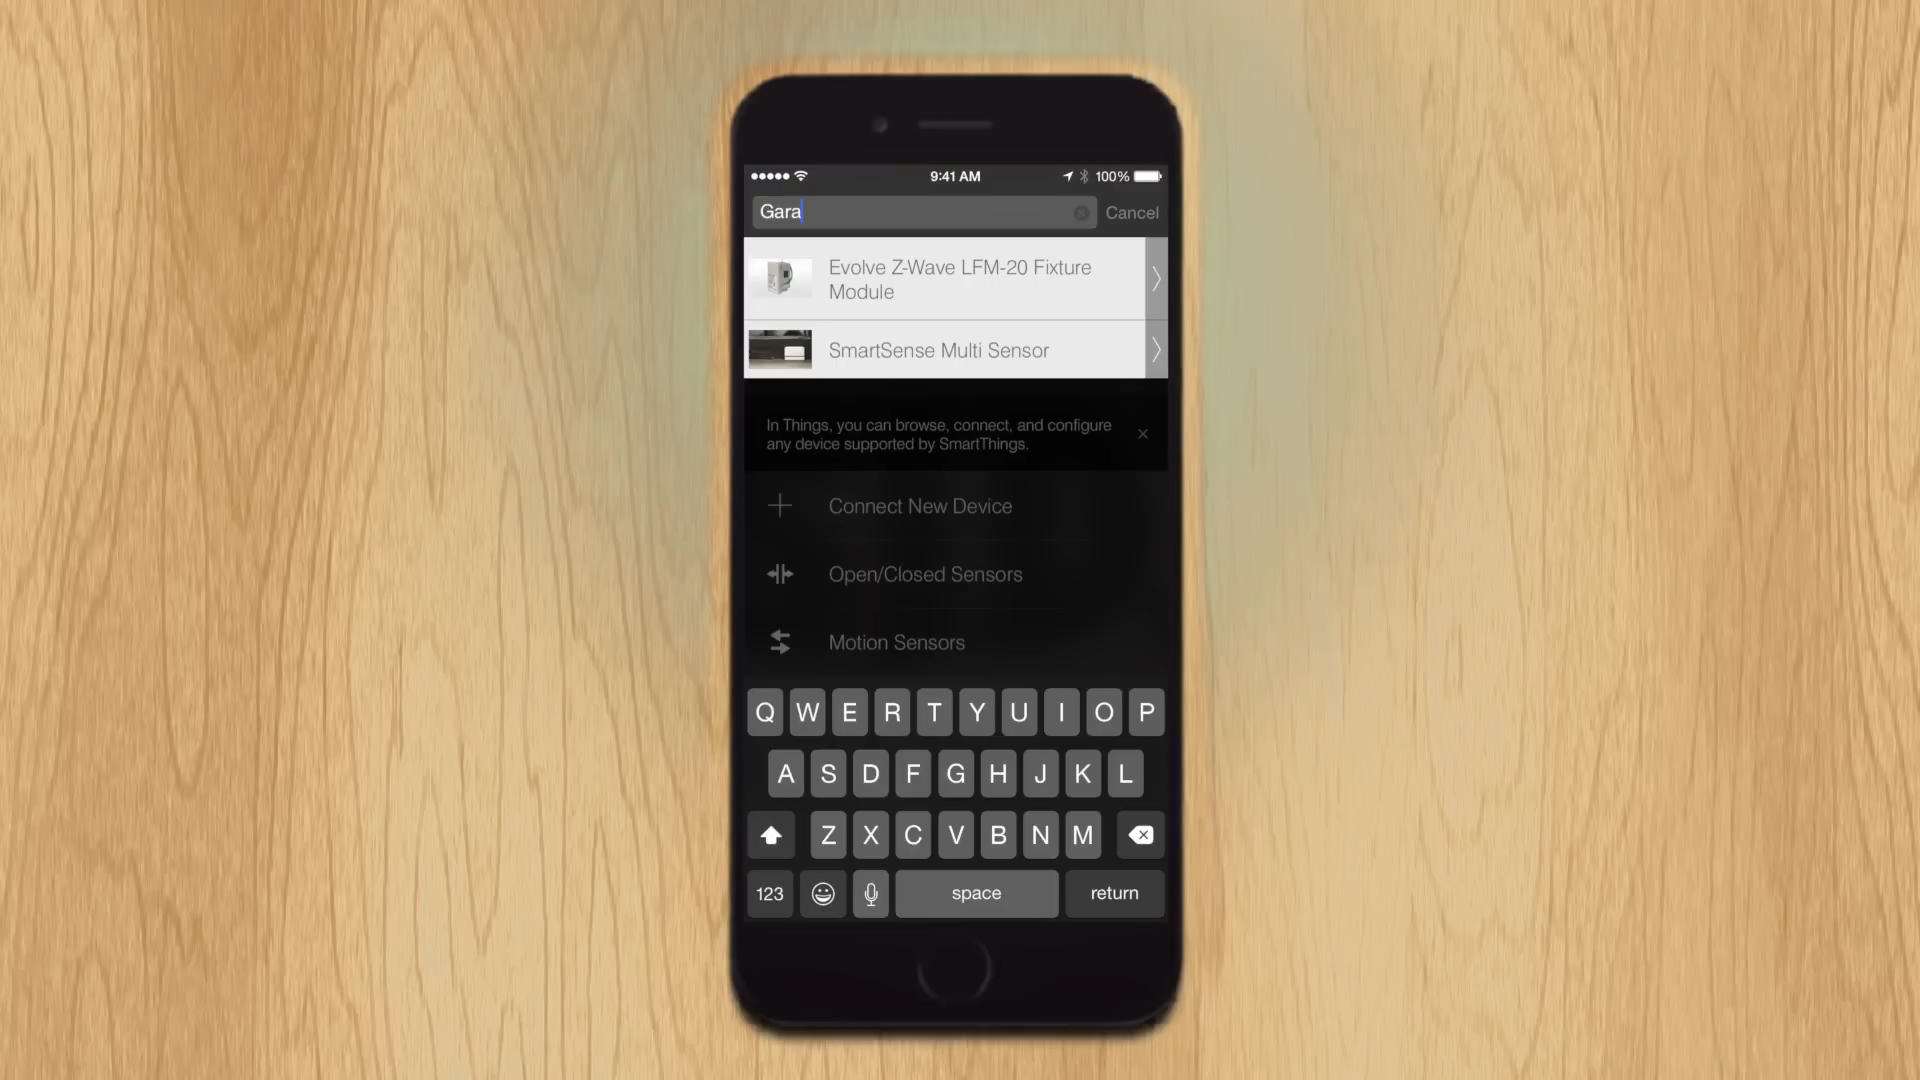 9:41 AM
100%
Gara
Cancel
Evolve Z-Wave LFM-20 Fixture
Module
SmartSense Multi Sensor
In Things, you can browse, connect, and configure
any device supported by SmartThings.
Connect New Device
Open/Closed Sensors
Motion Sensors
Q W E R T Y U I O P
A S D F G H J K L
Z X C V B N M
123 space return